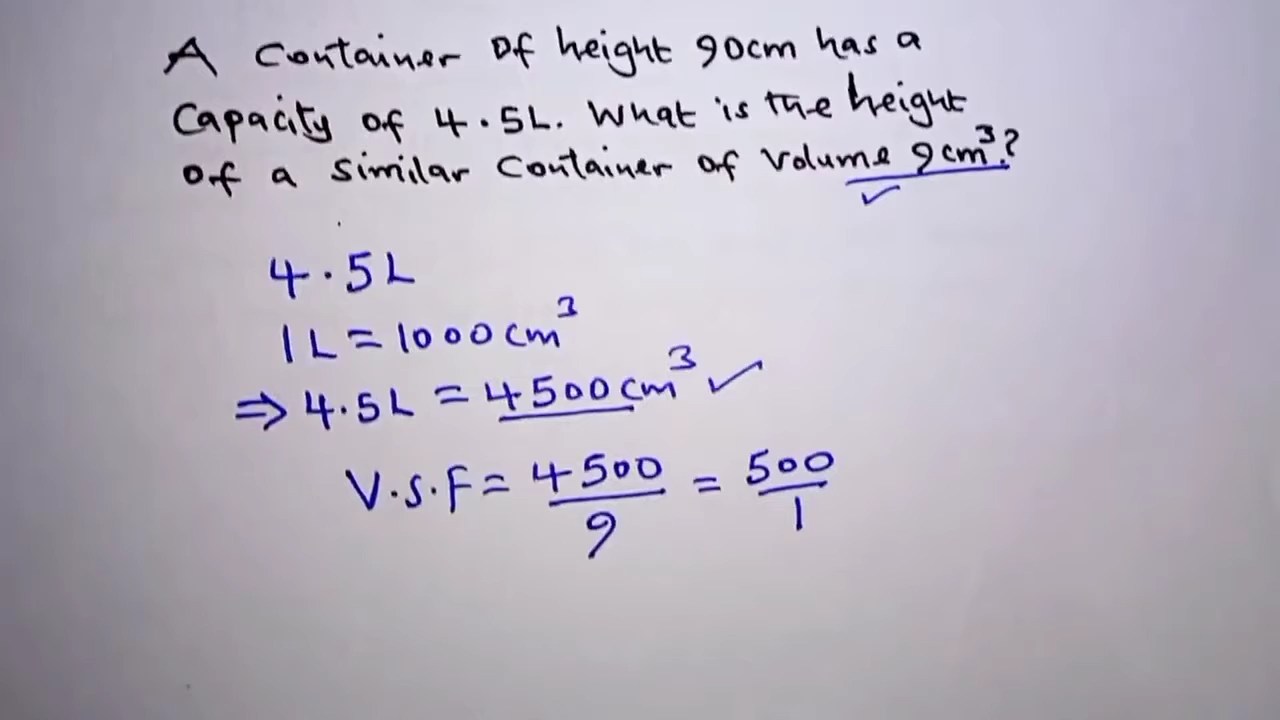 A Container of height 90cm has a
Capacity of 4.5L. What is the height
of a similar Container of Volume 9cm³?
4.5L
1L = 1000cm³
⇒ 4.5L = 4500cm³ ✓
V.S.F = 4500/9 = 500/1